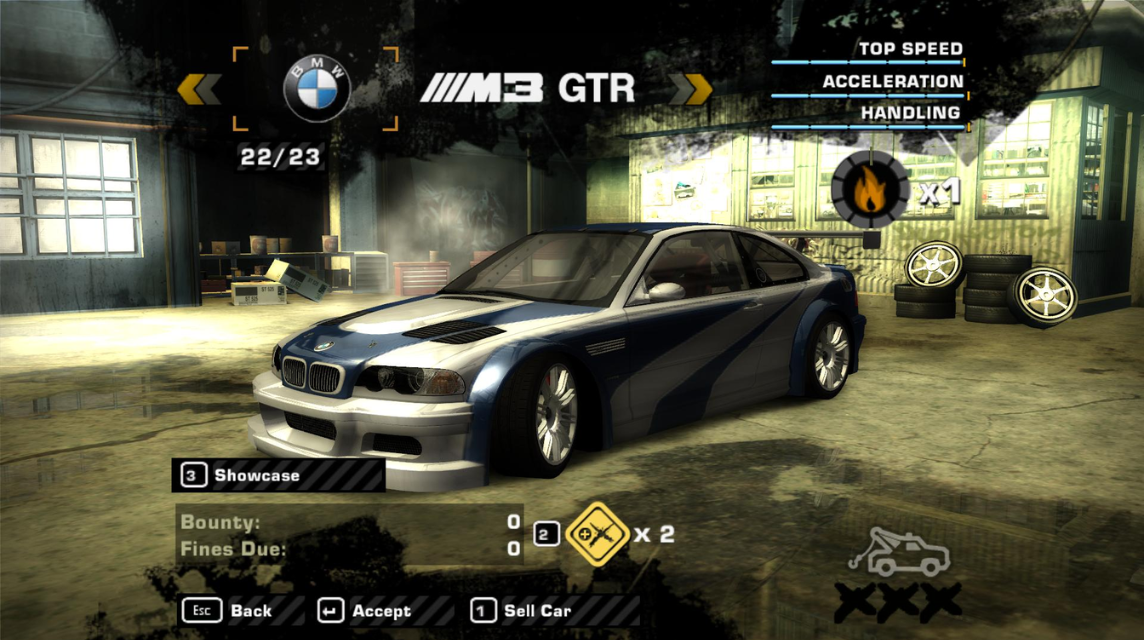 BMW
M3 GTR
TOP SPEED
ACCELERATION
HANDLING
22/23
x1
3 Showcase
Bounty: 0
Fines Due: 0
2 x 2
Esc Back
Accept
1 Sell Car